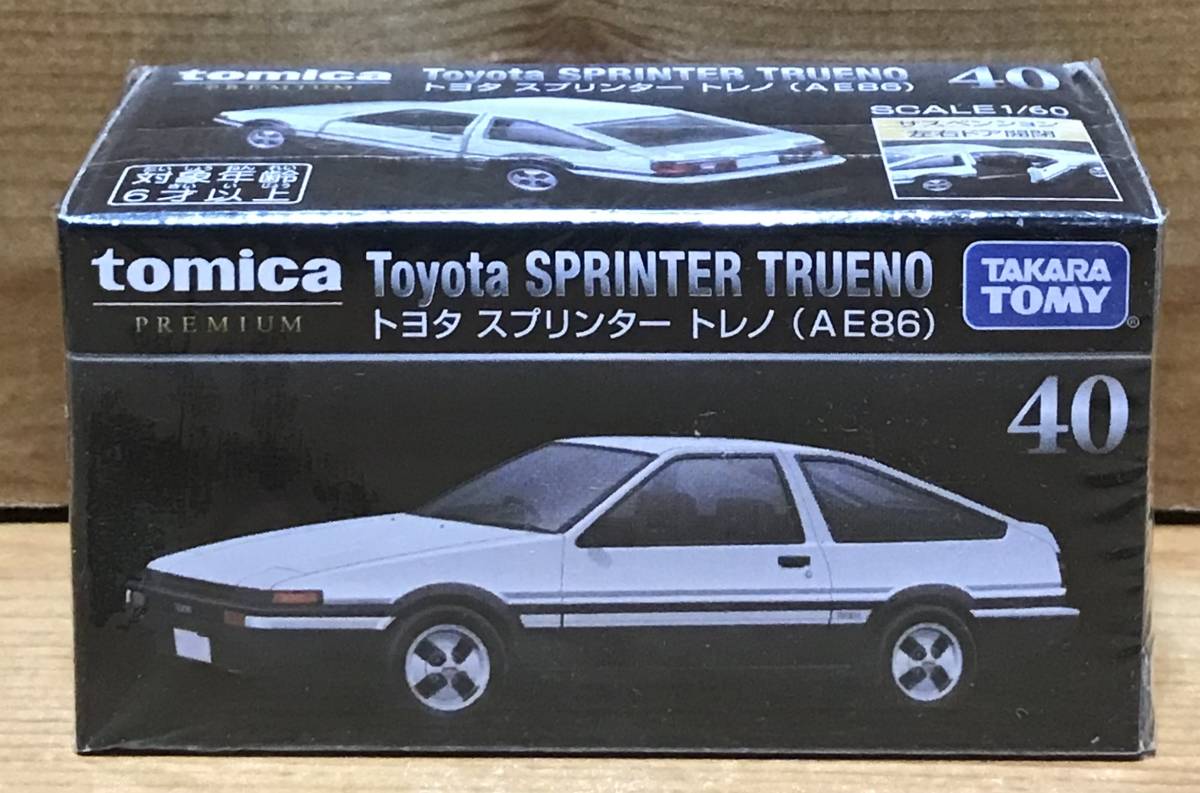 tomica
PREMIUM
Toyota SPRINTER TRUENO
トヨタ スプリンター トレノ (AE86)
40
SCALE 1/60
サスペンション
左右ドア開閉
対象年齢
6才以上
tomica
PREMIUM
Toyota SPRINTER TRUENO
トヨタ スプリンター トレノ (AE86)
TAKARA
TOMY
®
40